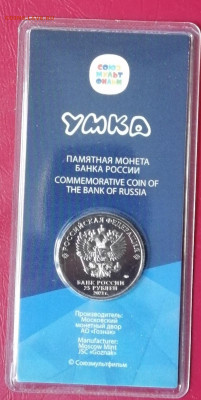 СОЮЗ
МУЛЬТ
ФИЛЬМ
УМКА
ПАМЯТНАЯ МОНЕТА
БАНКА РОССИИ
COMMEMORATIVE COIN OF
THE BANK OF RUSSIA
РОССИЙСКАЯ ФЕДЕРАЦИЯ
БАНК РОССИИ
25 РУБЛЕЙ
2021 г.
Производитель:
Московский
монетный двор
АО «Гознак»
Manufacturer:
Moscow Mint
JSC «Goznak»
© Союзмультфильм